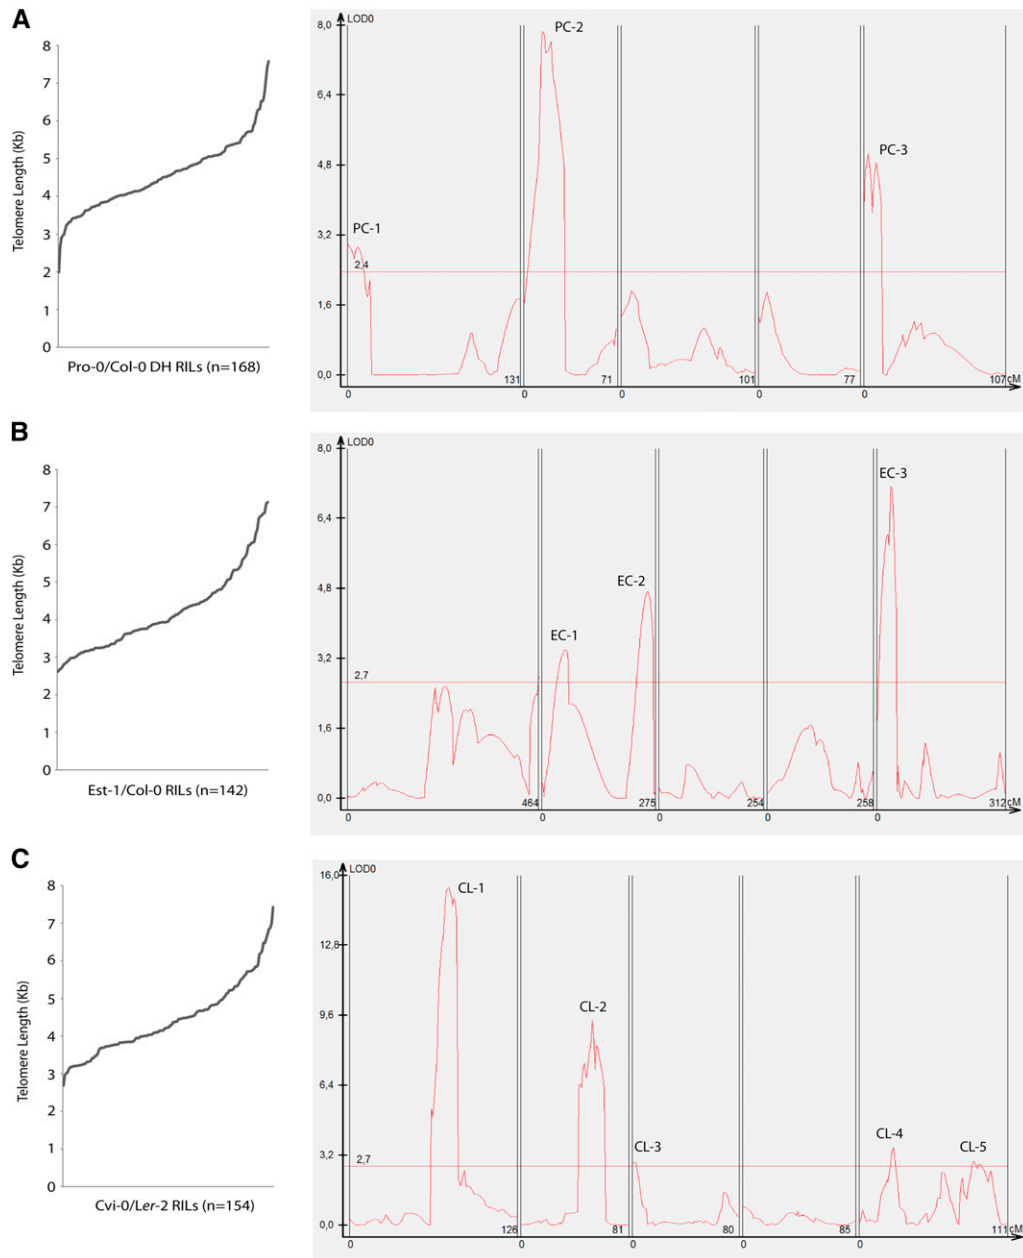 A
8
7
6
5
4
3
2
1
0
Telomere Length (Kb)
Pro-0/Col-0 DH RILs (n=168)
LOD0
8,0
6,4
4,8
3,2
1,6
0,0
PC-1
2,4
PC-2
PC-3
131
71
101
77
107 cM
0
0
0
0
0
B
8
7
6
5
4
3
2
1
0
Telomere Length (Kb)
Est-1/Col-0 RILs (n=142)
LOD0
8,0
6,4
4,8
3,2
1,6
0,0
2,7
EC-1
EC-2
EC-3
464
275
254
258
312 cM
0
0
0
0
0
C
8
7
6
5
4
3
2
1
0
Telomere Length (Kb)
Cvi-0/Ler-2 RILs (n=154)
LOD0
16,0
12,8
9,6
6,4
3,2
0,0
2,7
CL-1
CL-2
CL-3
CL-4
CL-5
126
81
80
85
111 cM
0
0
0
0
0